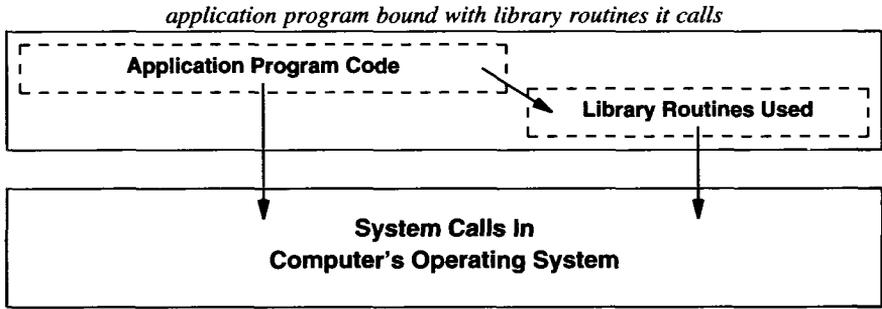 application program bound with library routines it calls
Application Program Code
Library Routines Used
System Calls In
Computer's Operating System